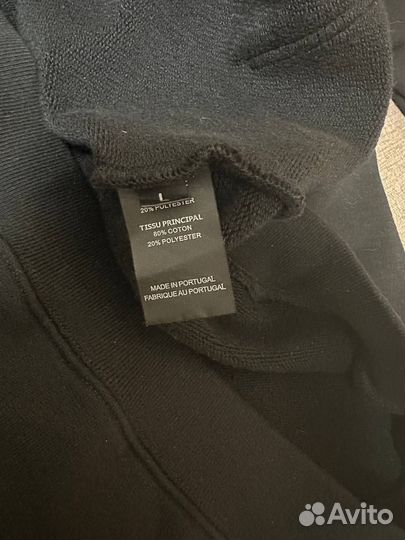 20% POLYESTER
TISSU PRINCIPAL
80% COTON
20% POLYESTER
MADE IN PORTUGAL
FABRIQUE AU PORTUGAL
Avito